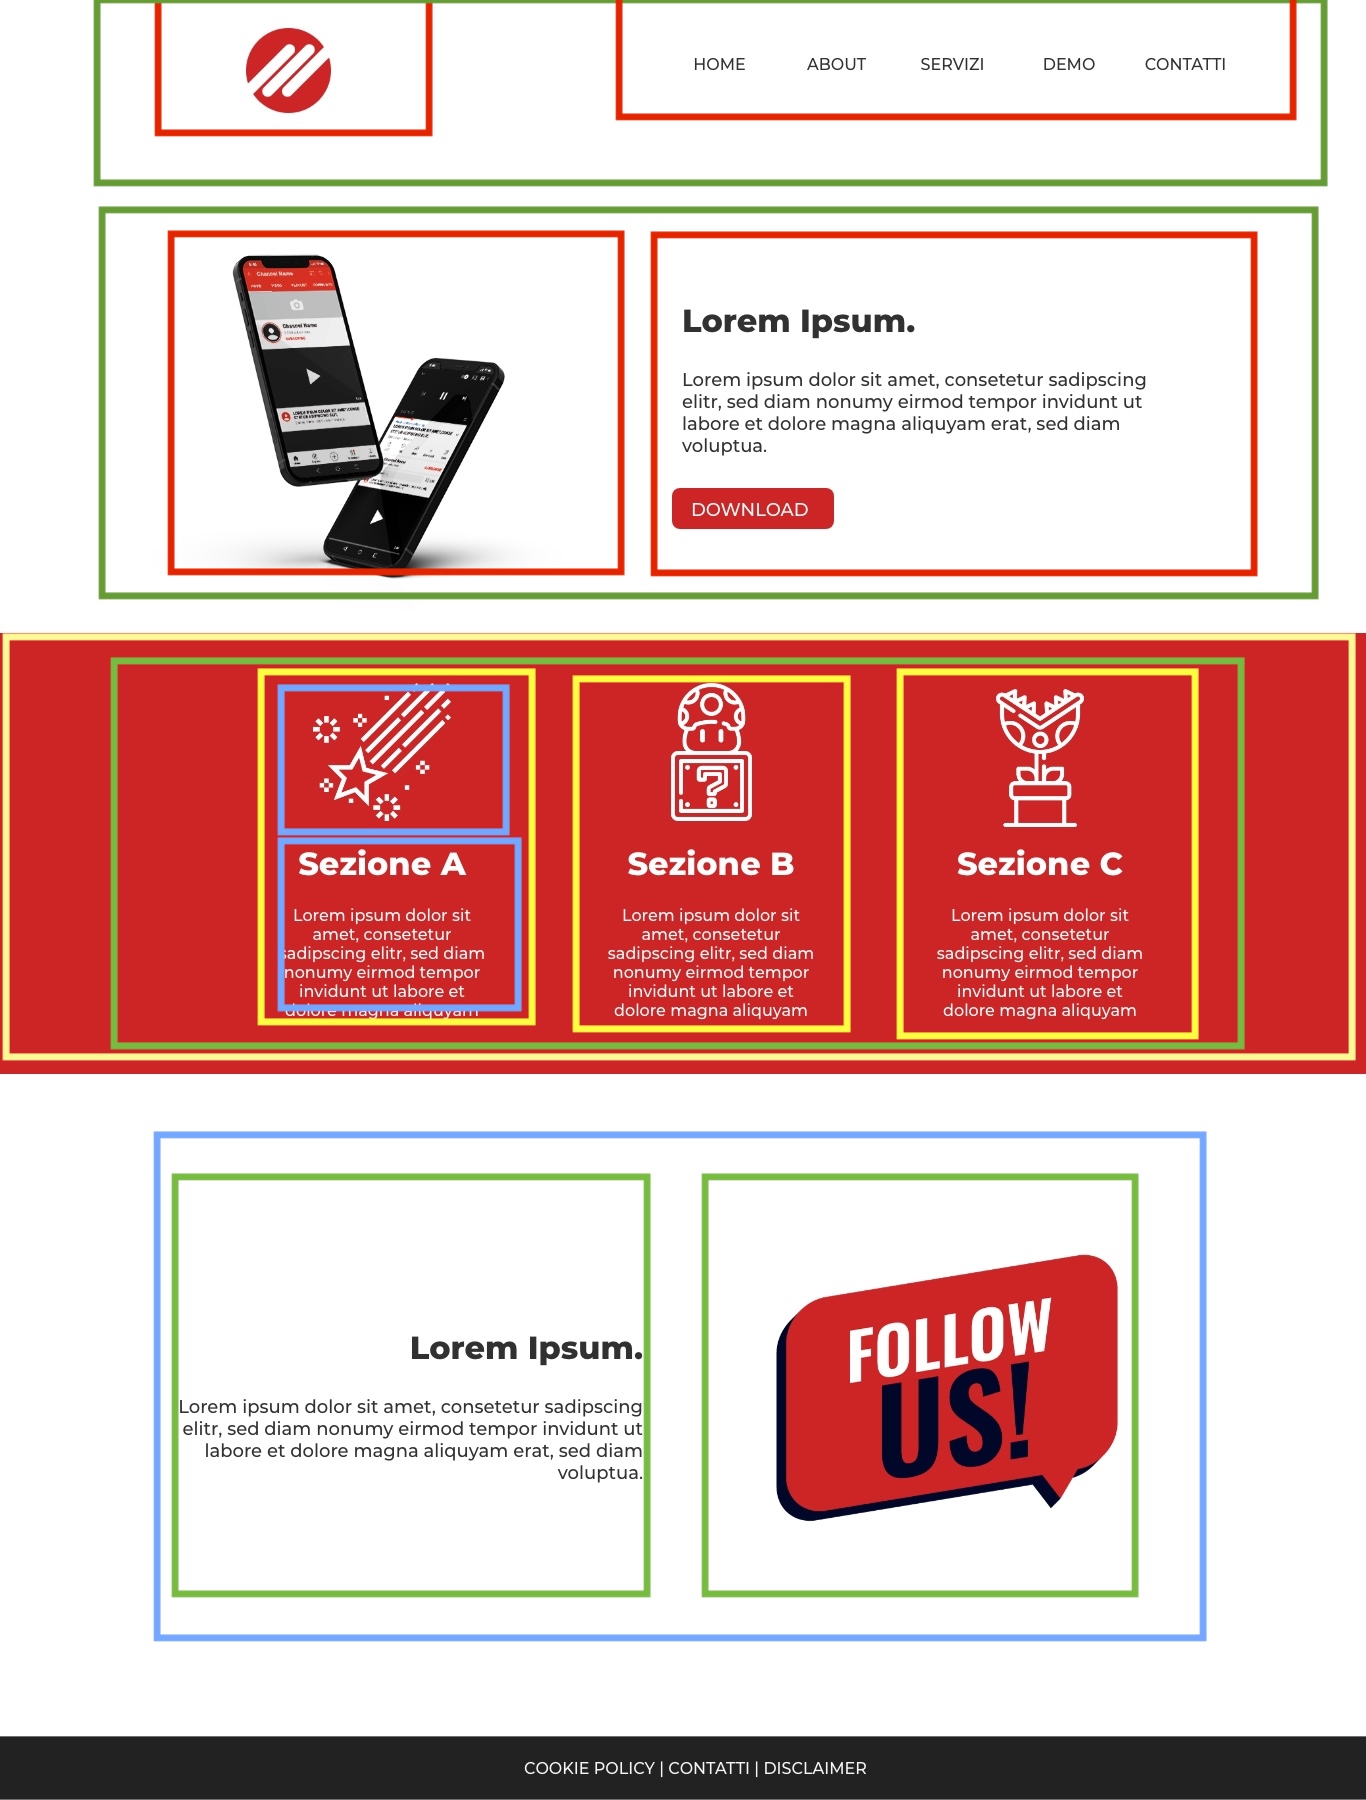 HOME ABOUT SERVIZI DEMO CONTATTI
Channel Name
Channel Name
Lorem Ipsum.
Lorem ipsum dolor sit amet, consetetur sadipscing
elitr, sed diam nonumy eirmod tempor invidunt ut
labore et dolore magna aliquyam erat, sed diam
voluptua.
DOWNLOAD
Sezione A
Lorem ipsum dolor sit
amet, consetetur
sadipscing elitr, sed diam
nonumy eirmod tempor
invidunt ut labore et
dolore magna aliquyam
Sezione B
Lorem ipsum dolor sit
amet, consetetur
sadipscing elitr, sed diam
nonumy eirmod tempor
invidunt ut labore et
dolore magna aliquyam
Sezione C
Lorem ipsum dolor sit
amet, consetetur
sadipscing elitr, sed diam
nonumy eirmod tempor
invidunt ut labore et
dolore magna aliquyam
Lorem Ipsum.
Lorem ipsum dolor sit amet, consetetur sadipscing
elitr, sed diam nonumy eirmod tempor invidunt ut
labore et dolore magna aliquyam erat, sed diam
voluptua.
FOLLOW
US!
COOKIE POLICY | CONTATTI | DISCLAIMER